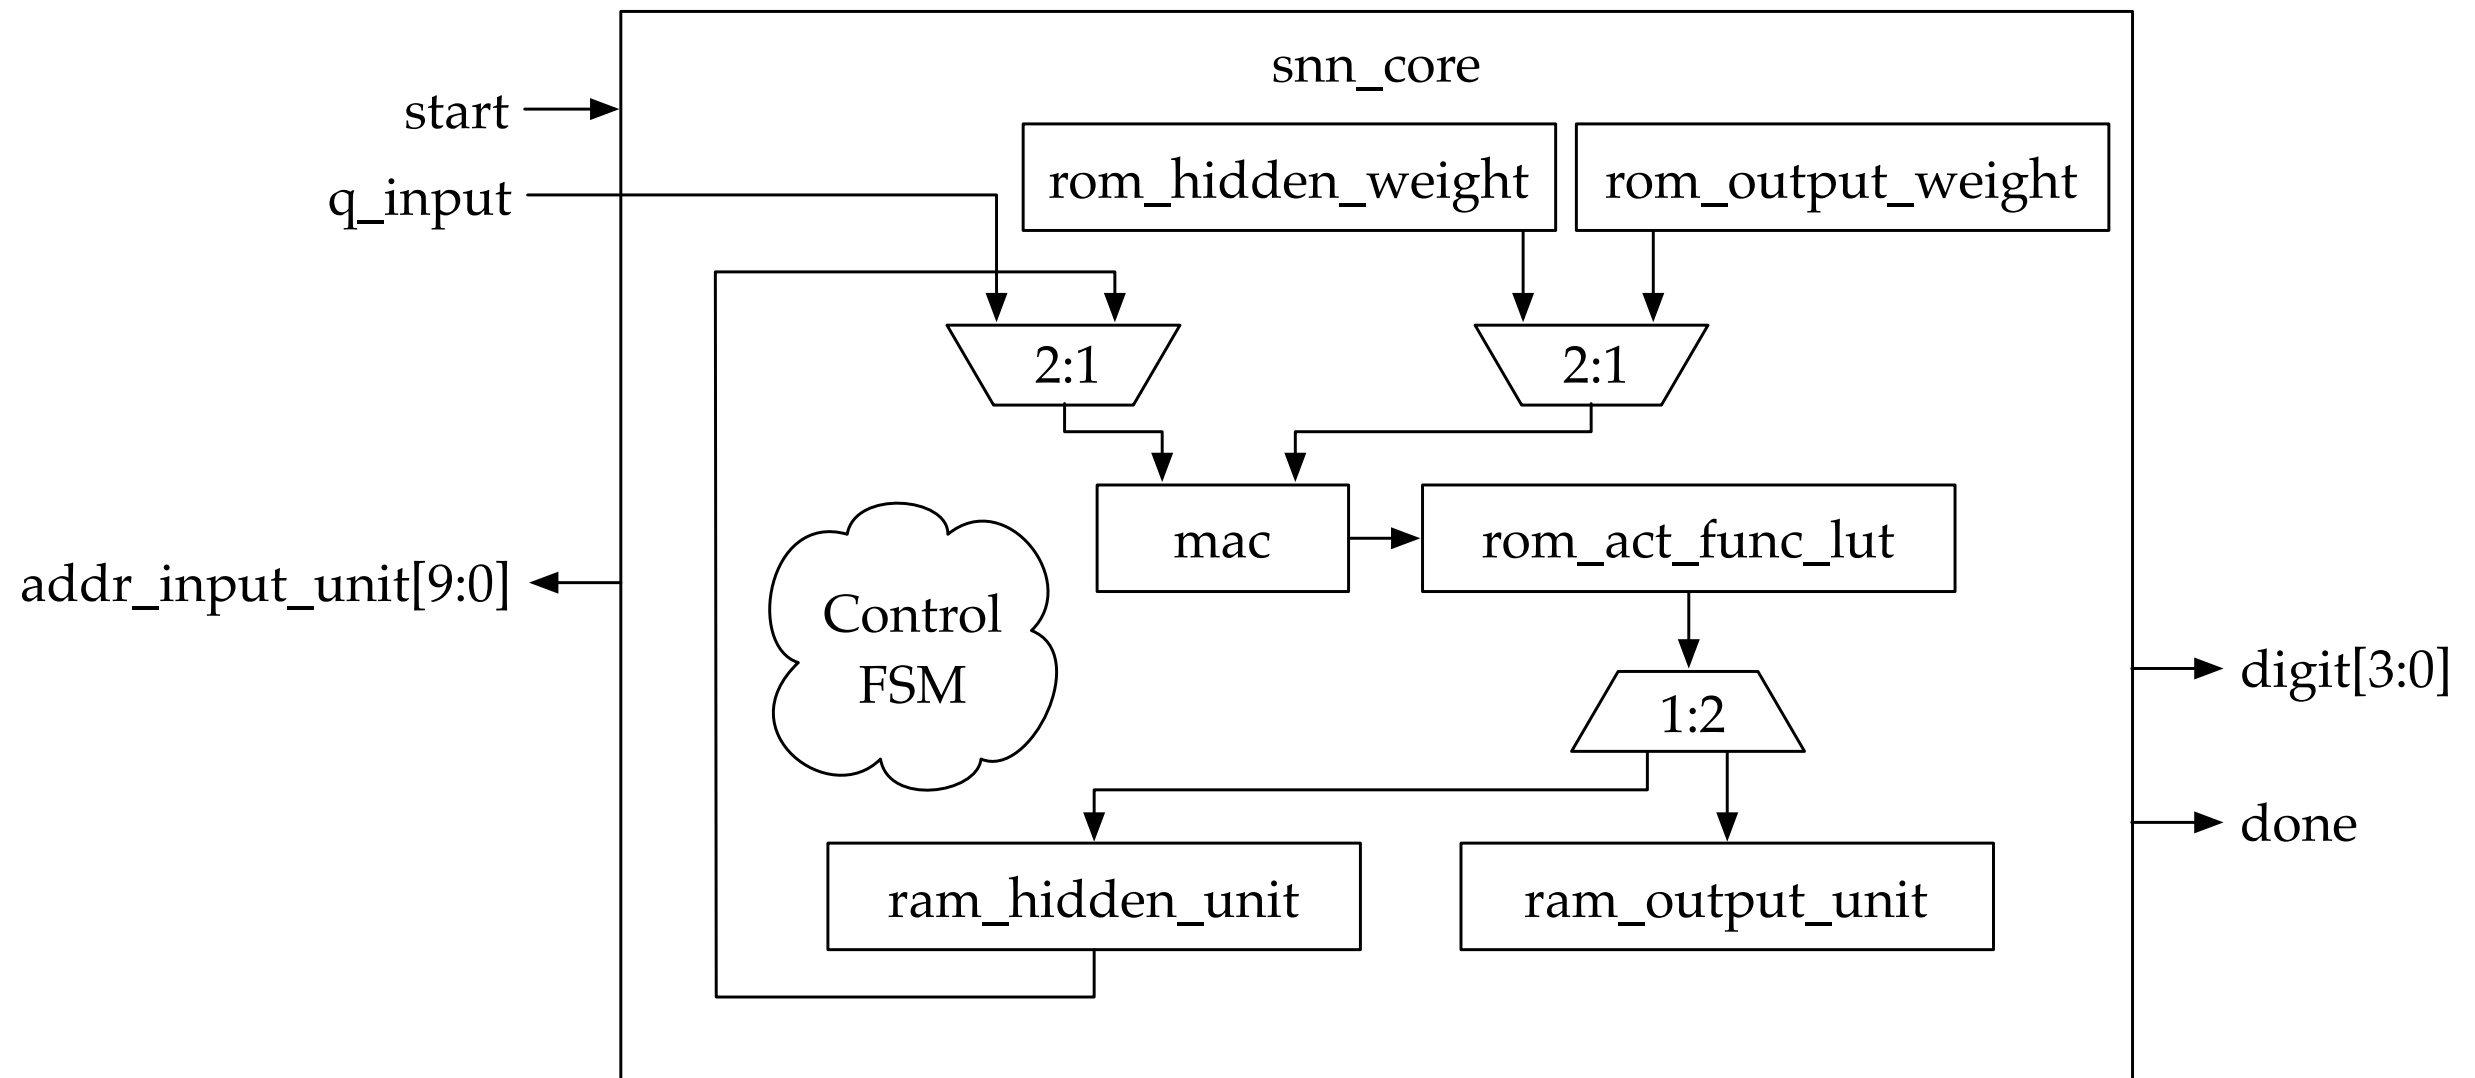 snn_core
start
q_input
rom_hidden_weight
rom_output_weight
2:1
2:1
mac
rom_act_func_lut
Control
FSM
addr_input_unit[9:0]
1:2
digit[3:0]
done
ram_hidden_unit
ram_output_unit